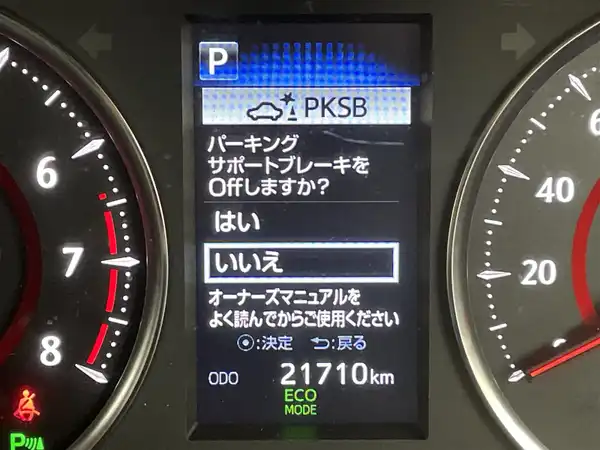 P
PKSB
パーキング
サポートブレーキを
Offしますか?
はい
いいえ
オーナーズマニュアルを
よく読んでからご使用ください
:決定 :戻る
ODO 21710km
ECO
MODE
6
7
8
6
40
20
P